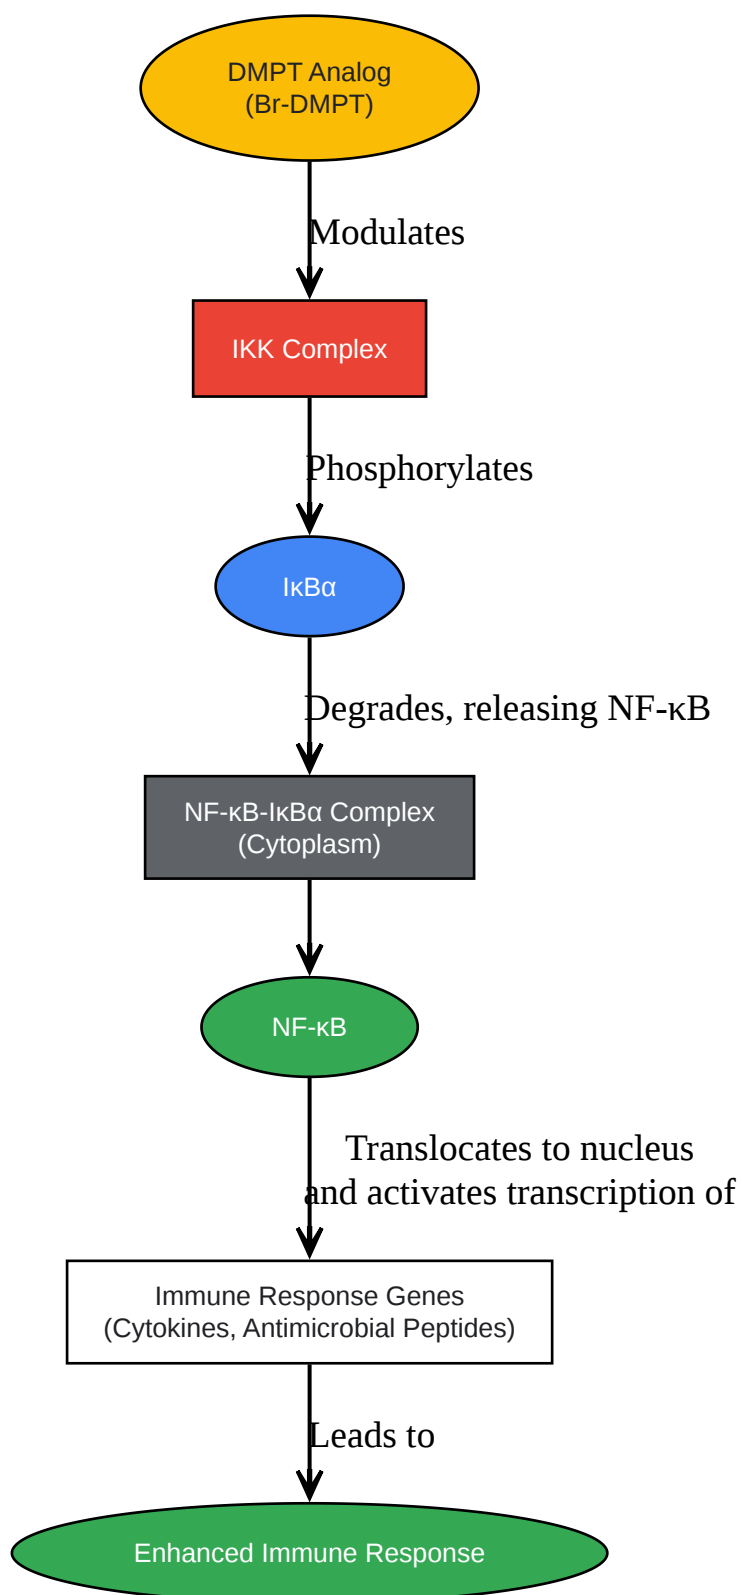 DMPT Analog
(Br-DMPT)
Modulates
IKK Complex
Phosphorylates
IκBα
Degrades, releasing NF-κB
NF-κB-IκBα Complex
(Cytoplasm)
NF-κB
Translocates to nucleus
and activates transcription of
Immune Response Genes
(Cytokines, Antimicrobial Peptides)
Leads to
Enhanced Immune Response